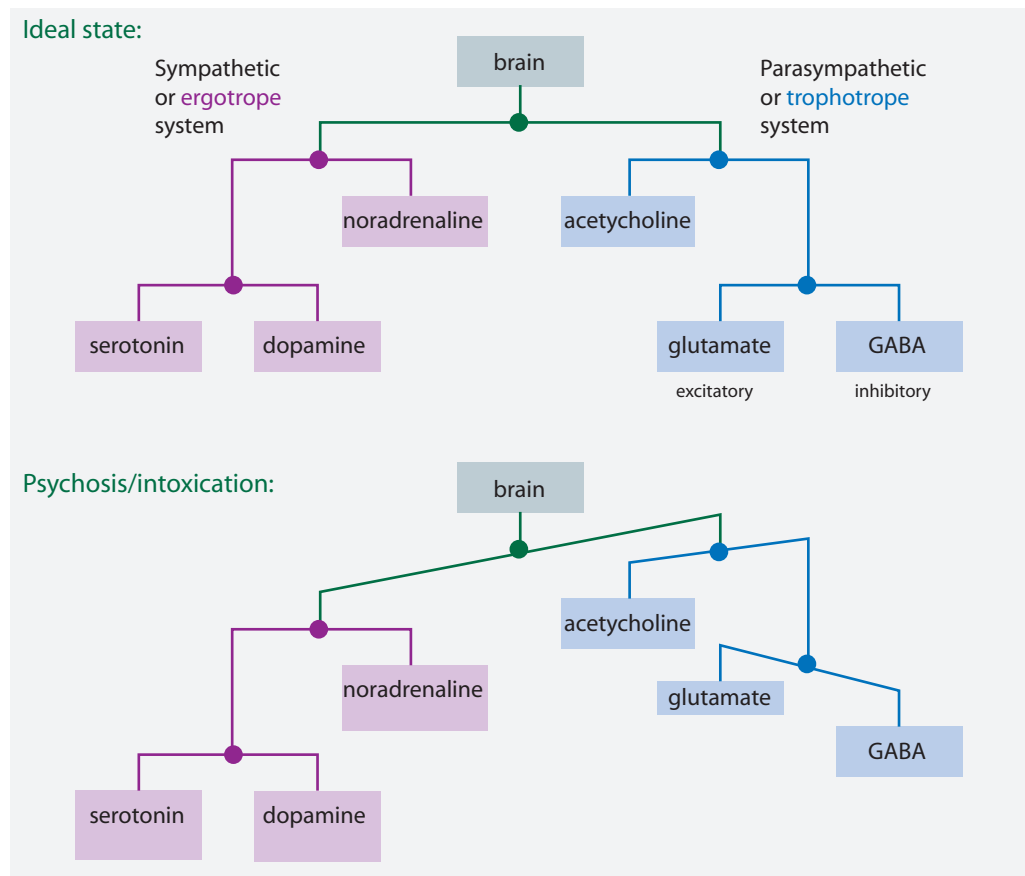 Ideal state:
Sympathetic
or ergotrope
system
brain
Parasympathetic
or trophotrope
system
noradrenaline
acetycholine
serotonin
dopamine
glutamate
GABA
excitatory
inhibitory
Psychosis/intoxication:
brain
acetycholine
noradrenaline
glutamate
GABA
serotonin
dopamine